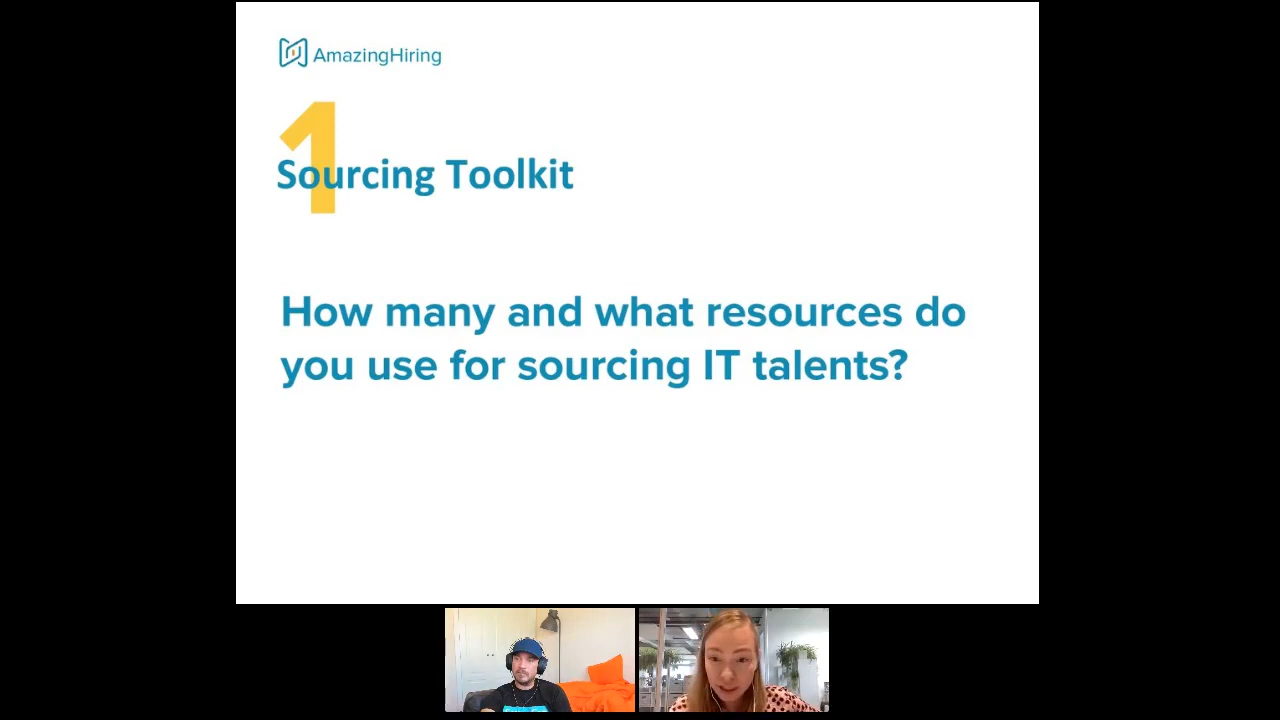 AmazingHiring
1
Sourcing Toolkit
How many and what resources do
you use for sourcing IT talents?